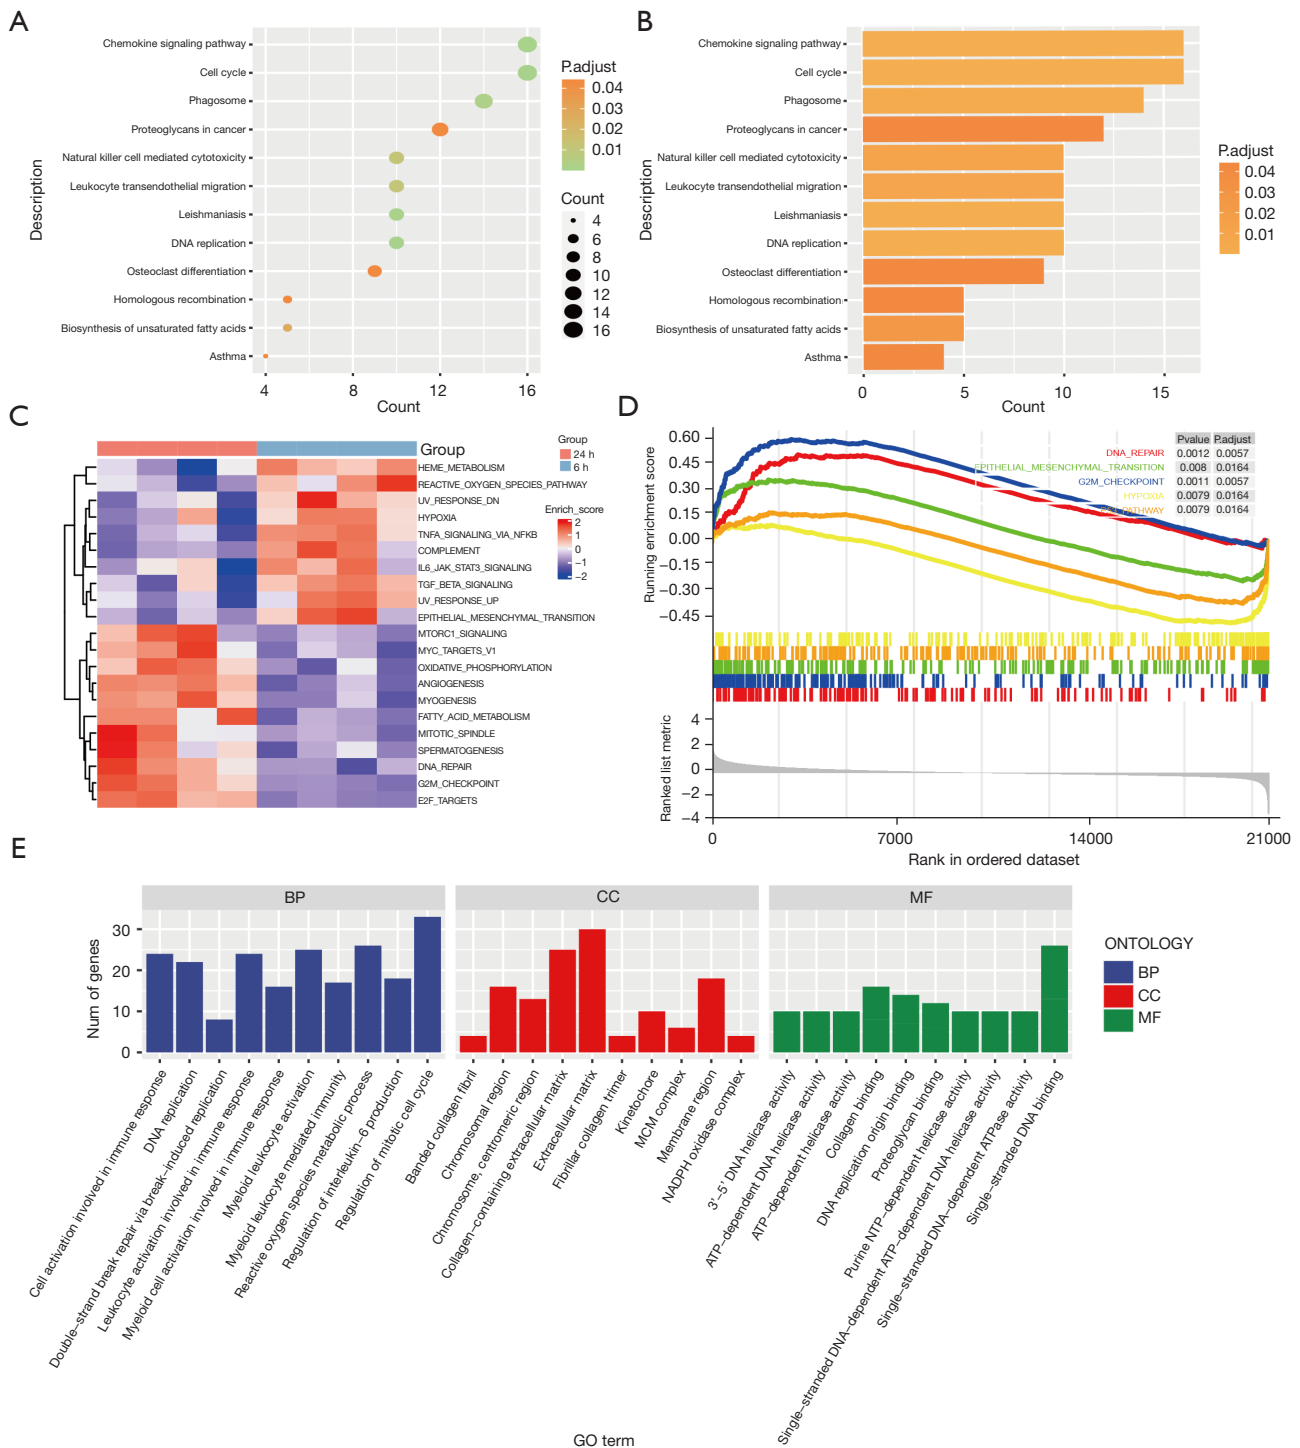 A
Chemokine signaling pathway
Cell cycle
Phagosome
Proteoglycans in cancer
Natural killer cell mediated cytotoxicity
Leukocyte transendothelial migration
Leishmaniasis
DNA replication
Osteoclast differentiation
Homologous recombination
Biosynthesis of unsaturated fatty acids
Asthma
Description
4 8 12 16
Count
P.adjust
0.04
0.03
0.02
0.01
Count
4
6
8
10
12
14
16
B
Chemokine signaling pathway
Cell cycle
Phagosome
Proteoglycans in cancer
Natural killer cell mediated cytotoxicity
Leukocyte transendothelial migration
Leishmaniasis
DNA replication
Osteoclast differentiation
Homologous recombination
Biosynthesis of unsaturated fatty acids
Asthma
Description
0 5 10 15
Count
P.adjust
0.04
0.03
0.02
0.01
C
Group
HEME_METABOLISM
REACTIVE_OXYGEN_SPECIES_PATHWAY
UV_RESPONSE_DN
HYPOXIA
TNFA_SIGNALING_VIA_NFKB
COMPLEMENT
IL6_JAK_STAT3_SIGNALING
TGF_BETA_SIGNALING
UV_RESPONSE_UP
EPITHELIAL_MESENCHYMAL_TRANSITION
MTORC1_SIGNALING
MYC_TARGETS_V1
OXIDATIVE_PHOSPHORYLATION
ANGIOGENESIS
MYOGENESIS
FATTY_ACID_METABOLISM
MITOTIC_SPINDLE
SPERMATOGENESIS
DNA_REPAIR
G2M_CHECKPOINT
E2F_TARGETS
Group
24 h
6 h
Enrich_score
2
1
0
−1
−2
D
Running enrichment score
0.60
0.45
0.30
0.15
0.00
−0.15
−0.30
−0.45
Pvalue P.adjust
DNA_REPAIR 0.0012 0.0057
EPITHELIAL_MESENCHYMAL_TRANSITION 0.008 0.0164
G2M_CHECKPOINT 0.0011 0.0057
HYPOXIA 0.0079 0.0164
PATHWAY 0.0079 0.0164
Ranked list metric
4
2
0
−2
−4
0 7000 14000 21000
Rank in ordered dataset
E
BP CC MF
Num of genes
30
20
10
0
Cell activation involved in immune response
DNA replication
Double−strand break repair via break−induced replication
Leukocyte activation involved in immune response
Myeloid cell activation involved in immune response
Myeloid leukocyte activation
Myeloid leukocyte mediated immunity
Reactive oxygen species metabolic process
Regulation of interleukin−6 production
Regulation of mitotic cell cycle
Banded collagen fibril
Chromosomal region
Chromosome, centromeric region
Collagen−containing extracellular matrix
Extracellular matrix
Fibrillar collagen trimer
Kinetochore
MCM complex
Membrane region
NADPH oxidase complex
3'−5' DNA helicase activity
ATP−dependent DNA helicase activity
ATP−dependent helicase activity
Collagen binding
DNA replication origin binding
Proteoglycan binding
Purine NTP−dependent helicase activity
Single−stranded DNA−dependent ATP−dependent DNA helicase activity
Single−stranded DNA−dependent ATPase activity
Single−stranded DNA binding
GO term
ONTOLOGY
BP
CC
MF